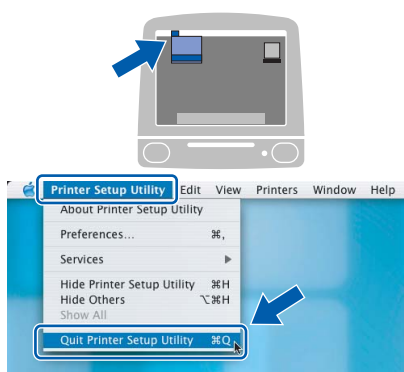 Printer Setup Utility Edit View Printers Window Help
About Printer Setup Utility
Preferences... ⌘,
Services ▶
Hide Printer Setup Utility ⌘H
Hide Others ⌥⌘H
Show All
Quit Printer Setup Utility ⌘Q